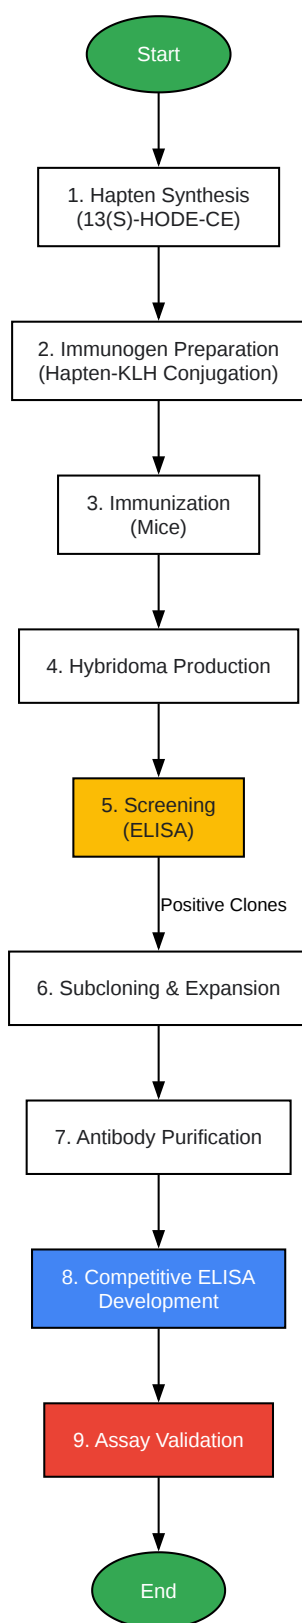 Start
1. Hapten Synthesis
(13(S)-HODE-CE)
2. Immunogen Preparation
(Hapten-KLH Conjugation)
3. Immunization
(Mice)
4. Hybridoma Production
5. Screening
(ELISA)
Positive Clones
6. Subcloning & Expansion
7. Antibody Purification
8. Competitive ELISA
Development
9. Assay Validation
End